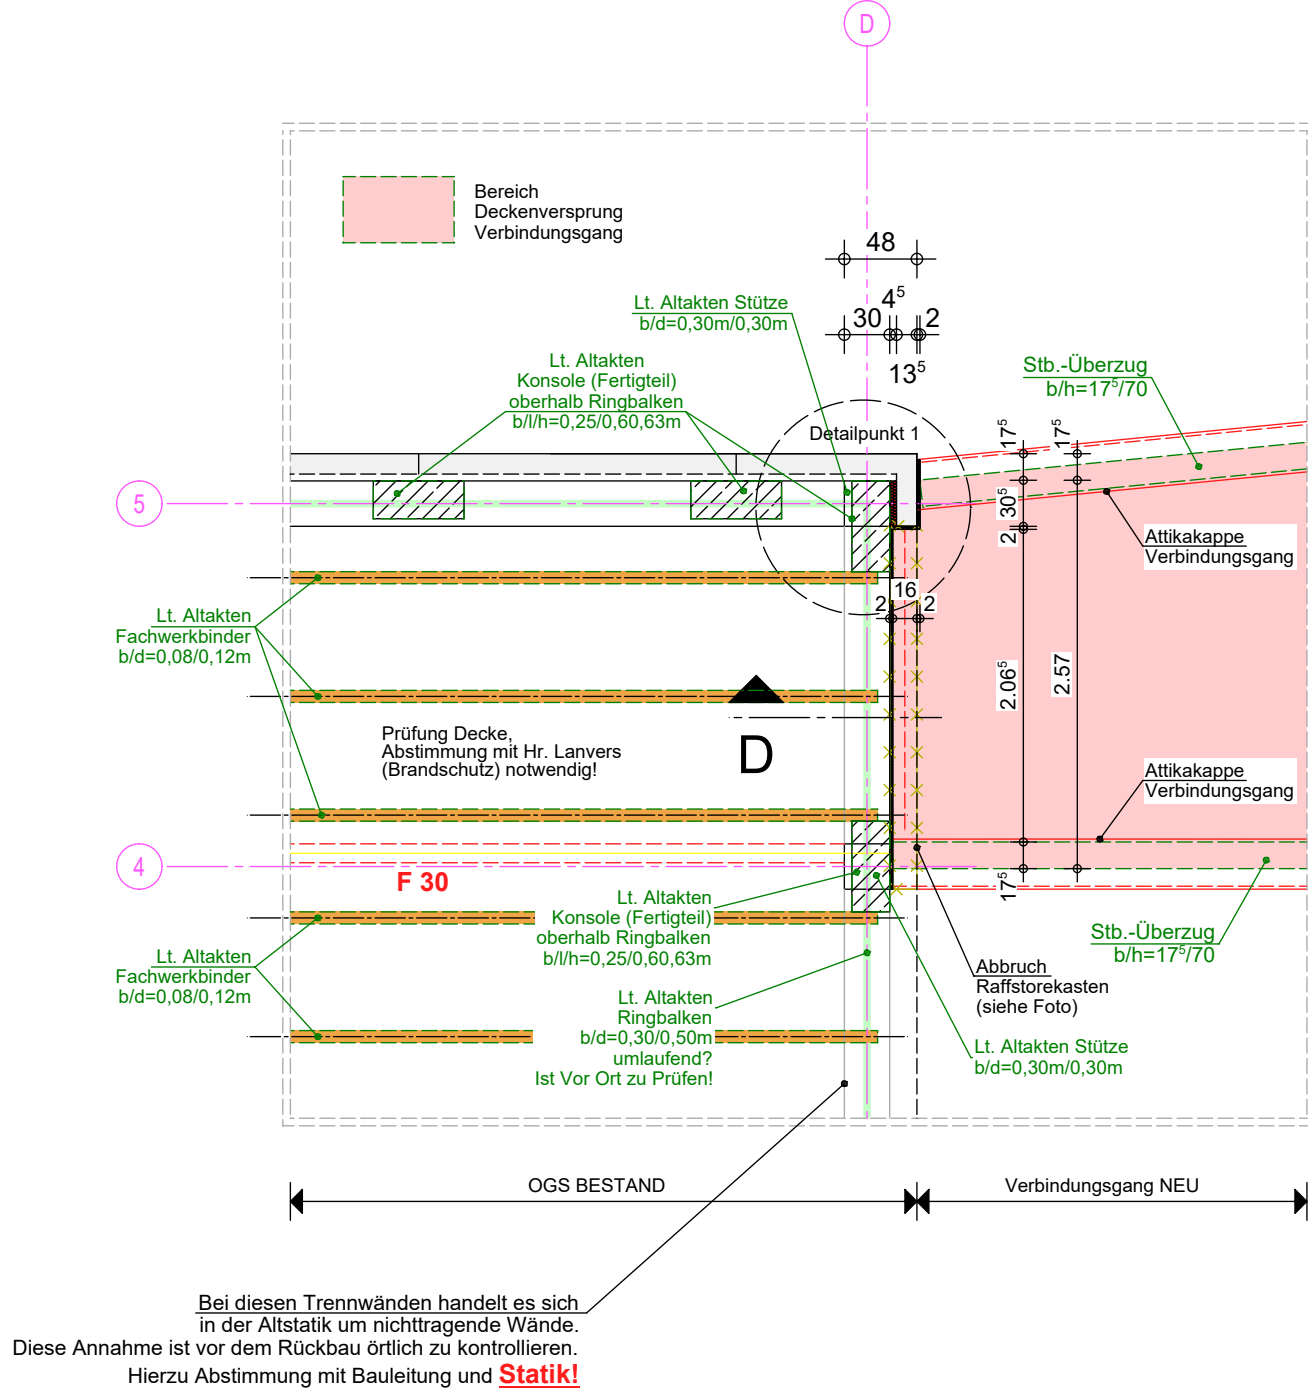 D
Bereich
Deckenversprung
Verbindungsgang
48
4⁵
30
2
13⁵
Lt. Altakten Stütze
b/d=0,30m/0,30m
Lt. Altakten
Konsole (Fertigteil)
oberhalb Ringbalken
b/l/h=0,25/0,60,63m
Stb.-Überzug
b/h=17⁵/70
Detailpunkt 1
17⁵
17⁵
5
30⁵
2
Attikakappe
Verbindungsgang
16
2
2
Lt. Altakten
Fachwerkbinder
b/d=0,08/0,12m
2.06⁵
2.57
Prüfung Decke,
Abstimmung mit Hr. Lanvers
(Brandschutz) notwendig!
D
Attikakappe
Verbindungsgang
4
F 30
17⁵
Lt. Altakten
Konsole (Fertigteil)
oberhalb Ringbalken
b/l/h=0,25/0,60,63m
Stb.-Überzug
b/h=17⁵/70
Lt. Altakten
Fachwerkbinder
b/d=0,08/0,12m
Abbruch
Raffstorekasten
(siehe Foto)
Lt. Altakten
Ringbalken
b/d=0,30/0,50m
umlaufend?
Ist Vor Ort zu Prüfen!
Lt. Altakten Stütze
b/d=0,30m/0,30m
OGS BESTAND
Verbindungsgang NEU
Bei diesen Trennwänden handelt es sich
in der Altstatik um nichttragende Wände.
Diese Annahme ist vor dem Rückbau örtlich zu kontrollieren.
Hierzu Abstimmung mit Bauleitung und Statik!